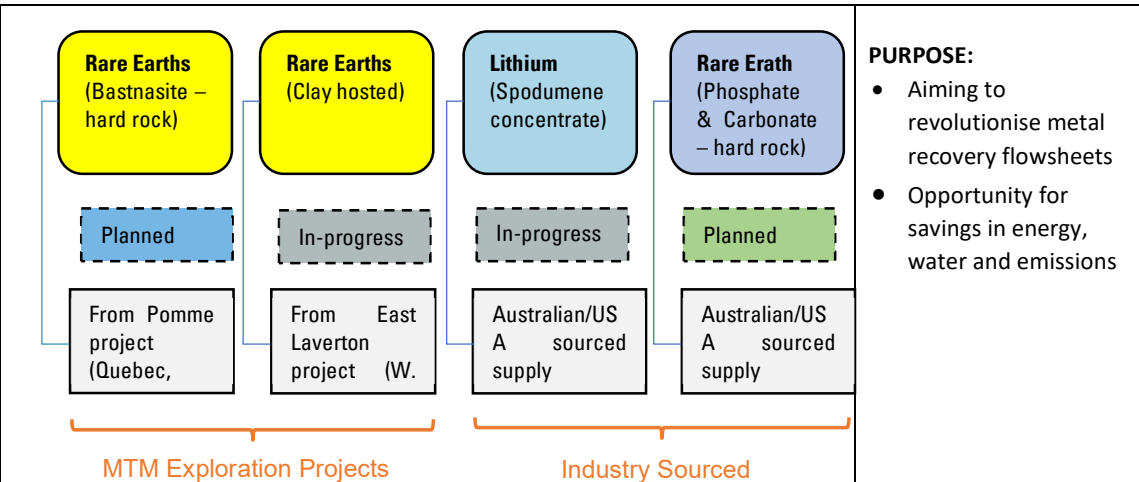 Rare Earths
(Bastnasite –
hard rock)
Planned
From Pomme
project
(Quebec,
Rare Earths
(Clay hosted)
In-progress
From East
Laverton
project (W.
Lithium
(Spodumene
concentrate)
In-progress
Australian/US
A sourced
supply
Rare Erath
(Phosphate
& Carbonate
– hard rock)
Planned
Australian/US
A sourced
supply
MTM Exploration Projects
Industry Sourced
PURPOSE:
• Aiming to
revolutionise metal
recovery flowsheets
• Opportunity for
savings in energy,
water and emissions